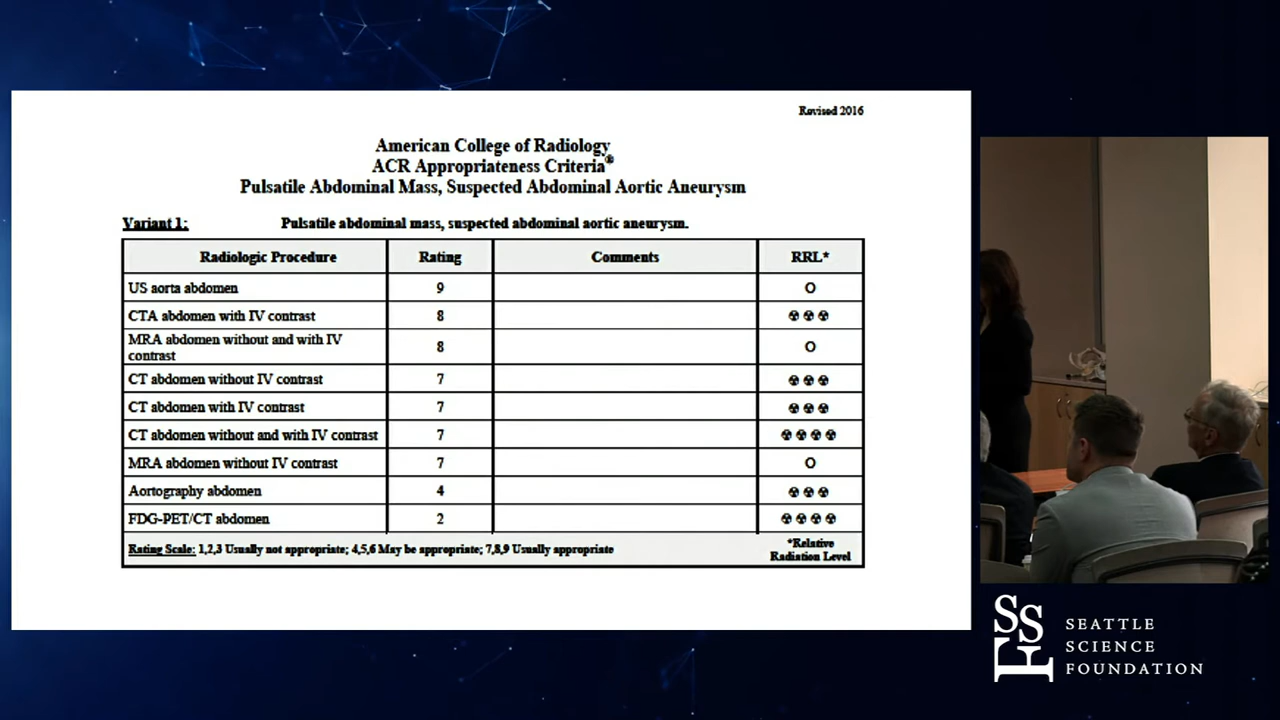 Revised 2016
American College of Radiology
ACR Appropriateness Criteria®
Pulsatile Abdominal Mass, Suspected Abdominal Aortic Aneurysm
Variant 1: Pulsatile abdominal mass, suspected abdominal aortic aneurysm.
Radiologic Procedure Rating Comments RRL*
US aorta abdomen 9 O
CTA abdomen with IV contrast 8 ☢☢☢
MRA abdomen without and with IV
contrast 8 O
CT abdomen without IV contrast 7 ☢☢☢
CT abdomen with IV contrast 7 ☢☢☢
CT abdomen without and with IV contrast 7 ☢☢☢☢
MRA abdomen without IV contrast 7 O
Aortography abdomen 4 ☢☢☢
FDG-PET/CT abdomen 2 ☢☢☢☢
Rating Scale: 1,2,3 Usually not appropriate; 4,5,6 May be appropriate; 7,8,9 Usually appropriate
*Relative
Radiation Level
SSF
SEATTLE
SCIENCE
FOUNDATION